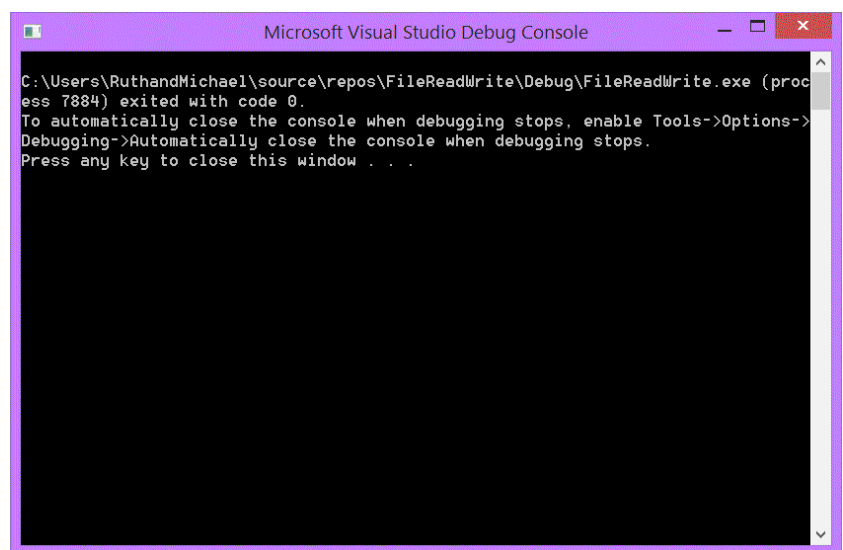 Microsoft Visual Studio Debug Console
C:\Users\RuthandMichael\source\repos\FileReadWrite\Debug\FileReadWrite.exe (proc
ess 7884) exited with code 0.
To automatically close the console when debugging stops, enable Tools->Options->
Debugging->Automatically close the console when debugging stops.
Press any key to close this window . . .